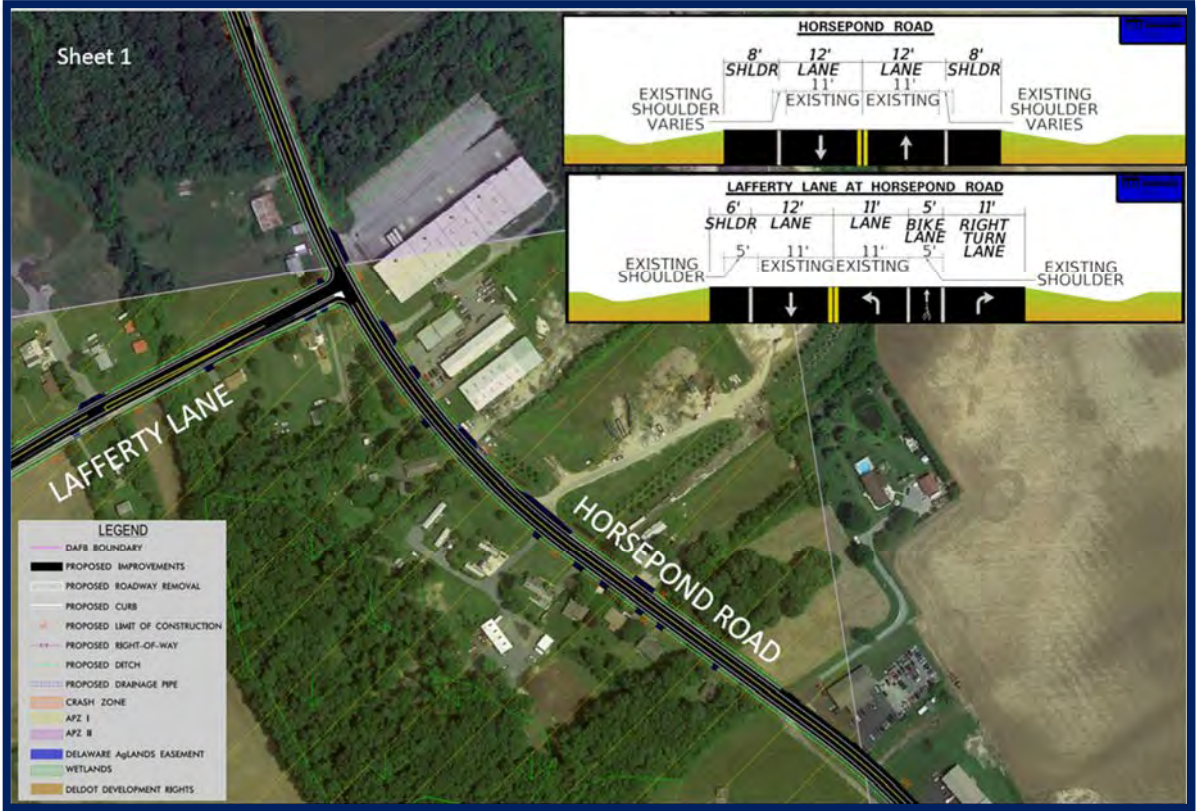 Sheet 1
HORSEPOND ROAD
8' 12' 12' 8'
SHLDR LANE LANE SHLDR
11' 11'
EXISTING EXISTING
EXISTING
SHOULDER
VARIES
EXISTING
SHOULDER
VARIES
LAFFERTY LANE AT HORSEPOND ROAD
6' 12' 11' 5' 11'
SHLDR LANE LANE BIKE LANE RIGHT TURN LANE
5' 11' 11' 5'
EXISTING EXISTING
EXISTING
SHOULDER
EXISTING
SHOULDER
LAFFERTY LANE
HORSEPOND ROAD
LEGEND
DAFB BOUNDARY
PROPOSED IMPROVEMENTS
PROPOSED ROADWAY REMOVAL
PROPOSED CURB
PROPOSED LIMIT OF CONSTRUCTION
PROPOSED RIGHT-OF-WAY
PROPOSED DITCH
PROPOSED DRAINAGE PIPE
CRASH ZONE
APZ I
APZ II
DELAWARE AgLANDS EASEMENT
WETLANDS
DELDOT DEVELOPMENT RIGHTS